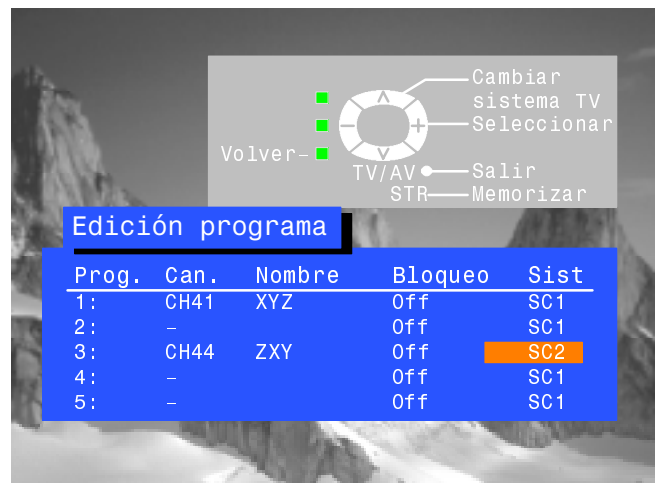 Cambiar
sistema TV
Seleccionar
Volver
TV/AV Salir
STR Memorizar
Edición programa
Prog. Can. Nombre Bloqueo Sist
1: CH41 XYZ Off SC1
2: – Off SC1
3: CH44 ZXY Off SC2
4: – Off SC1
5: – Off SC1